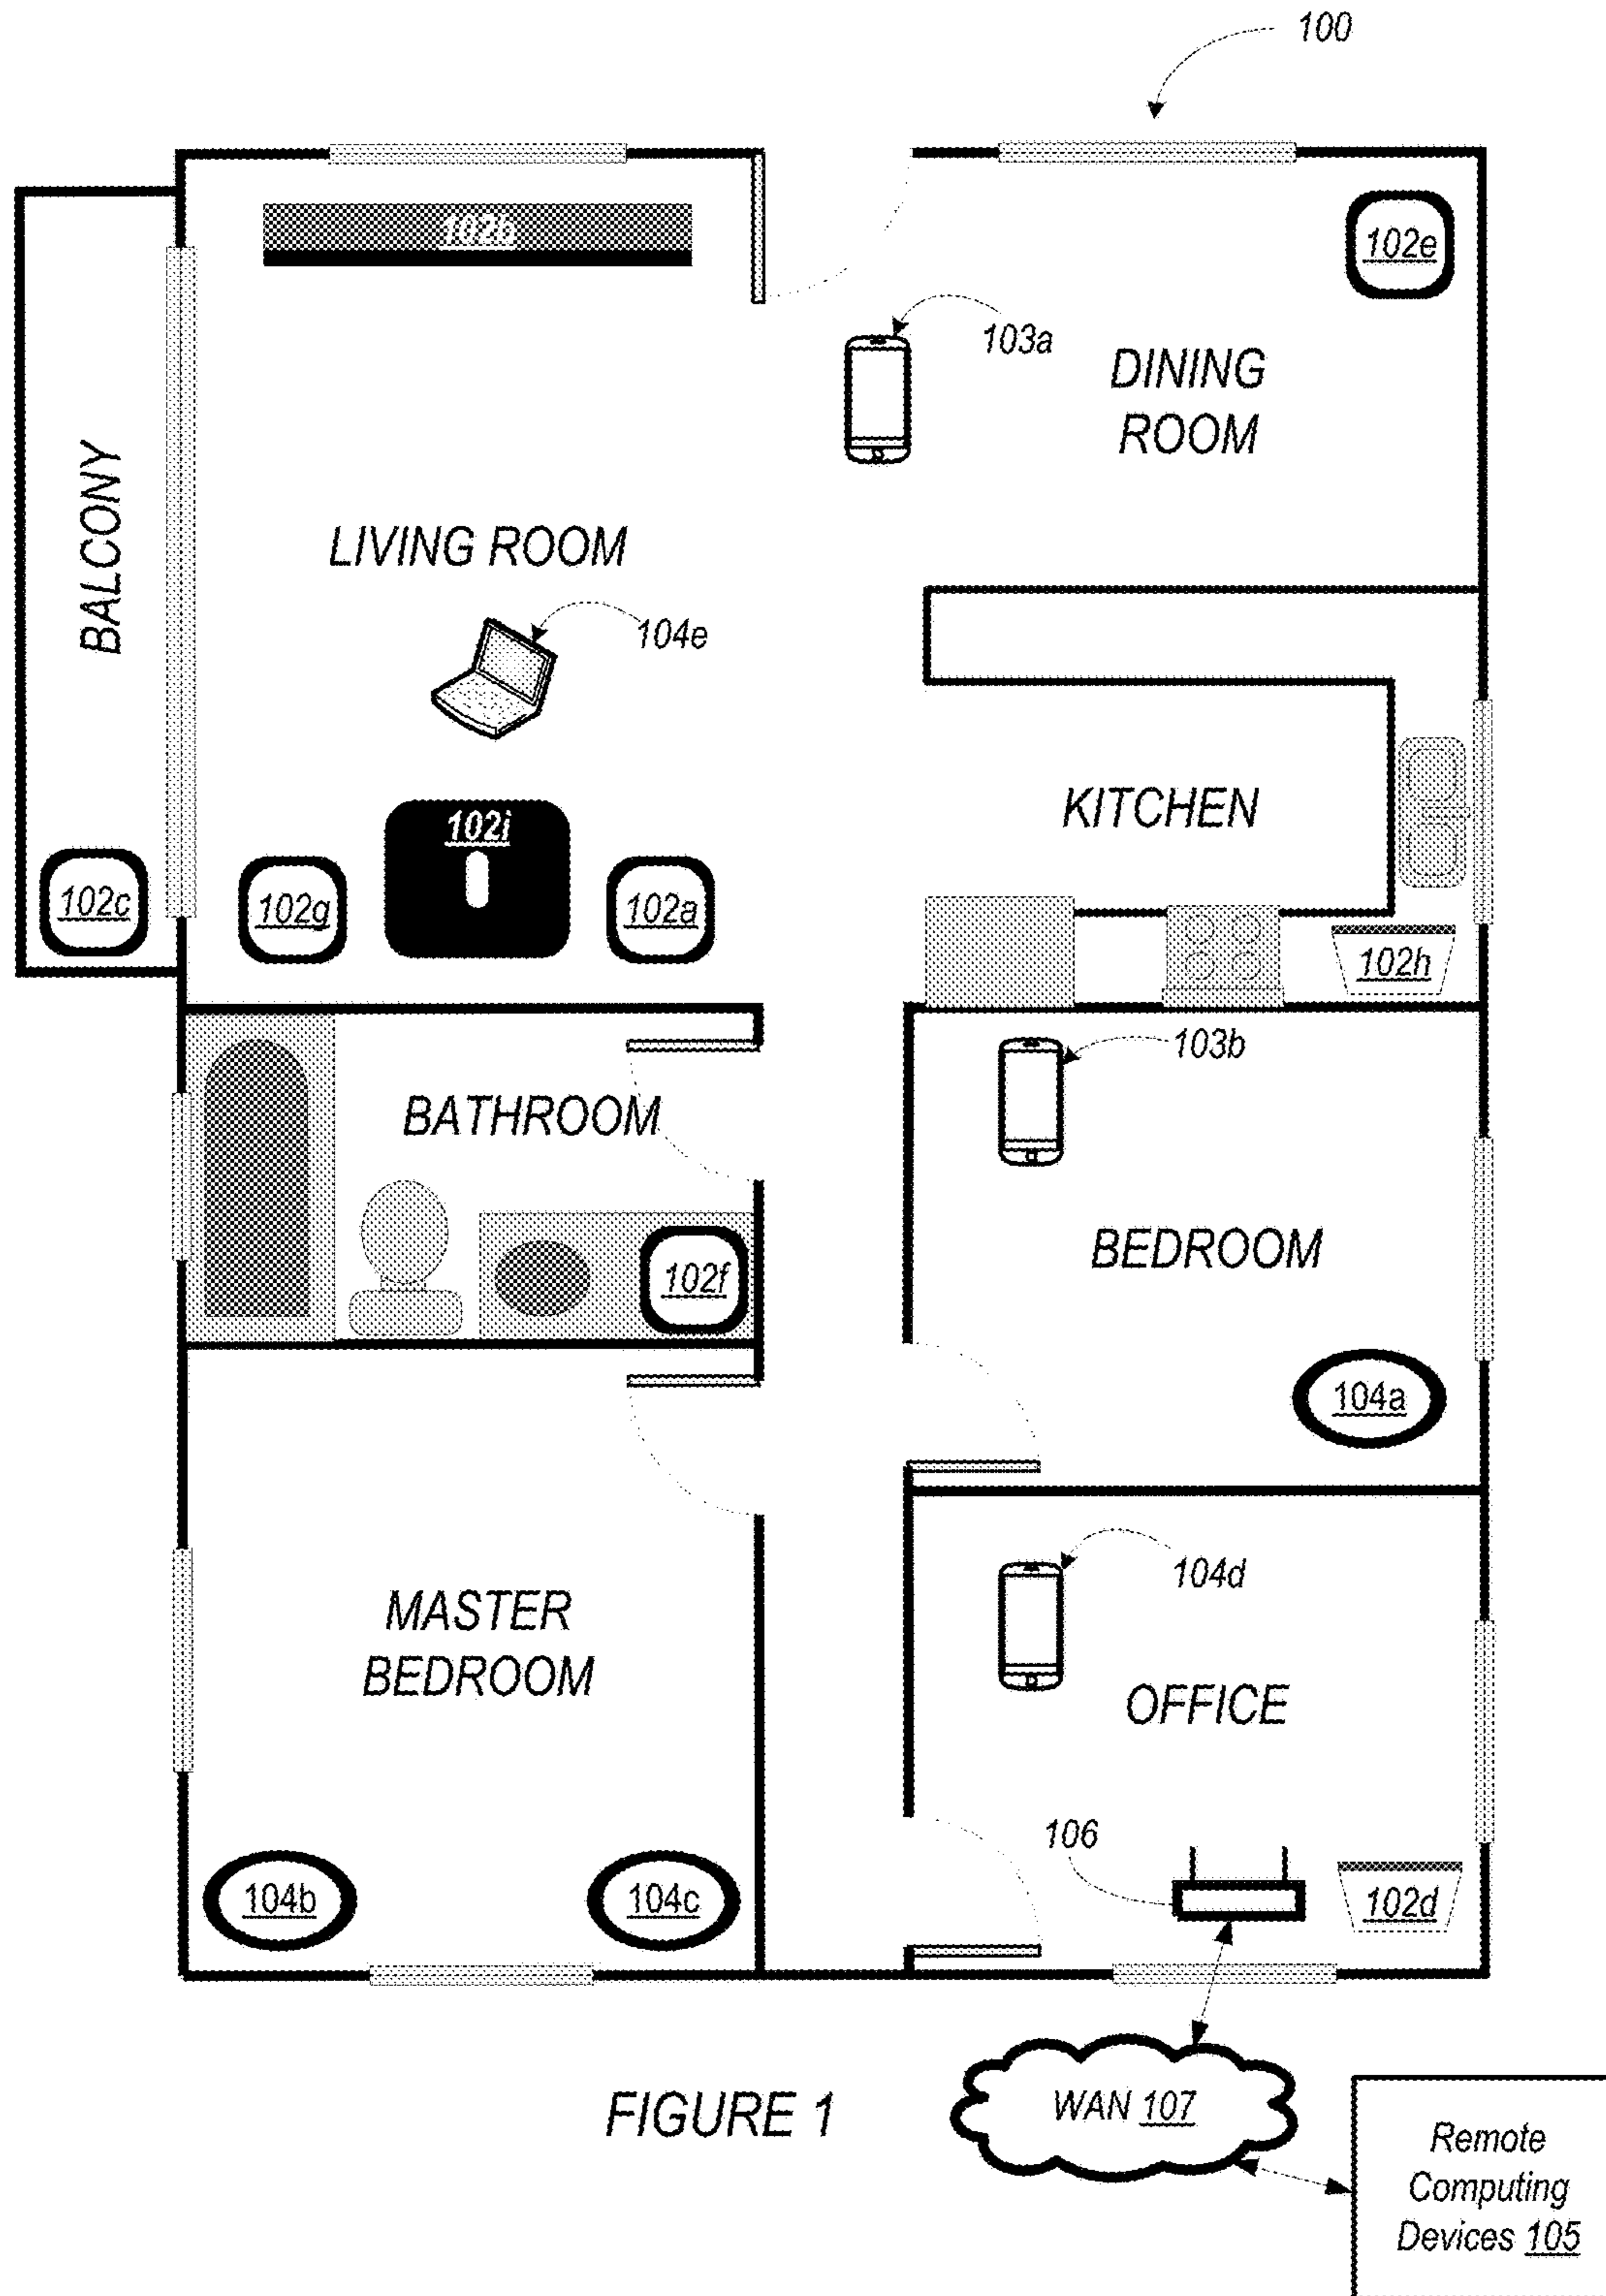 100
102b
102e
103a
DINING
ROOM
BALCONY
LIVING ROOM
104e
KITCHEN
102i
102c
102g
102a
102h
103b
BATHROOM
BEDROOM
102f
104a
104d
MASTER
BEDROOM
OFFICE
106
104b
104c
102d
FIGURE 1
WAN 107
Remote
Computing
Devices 105